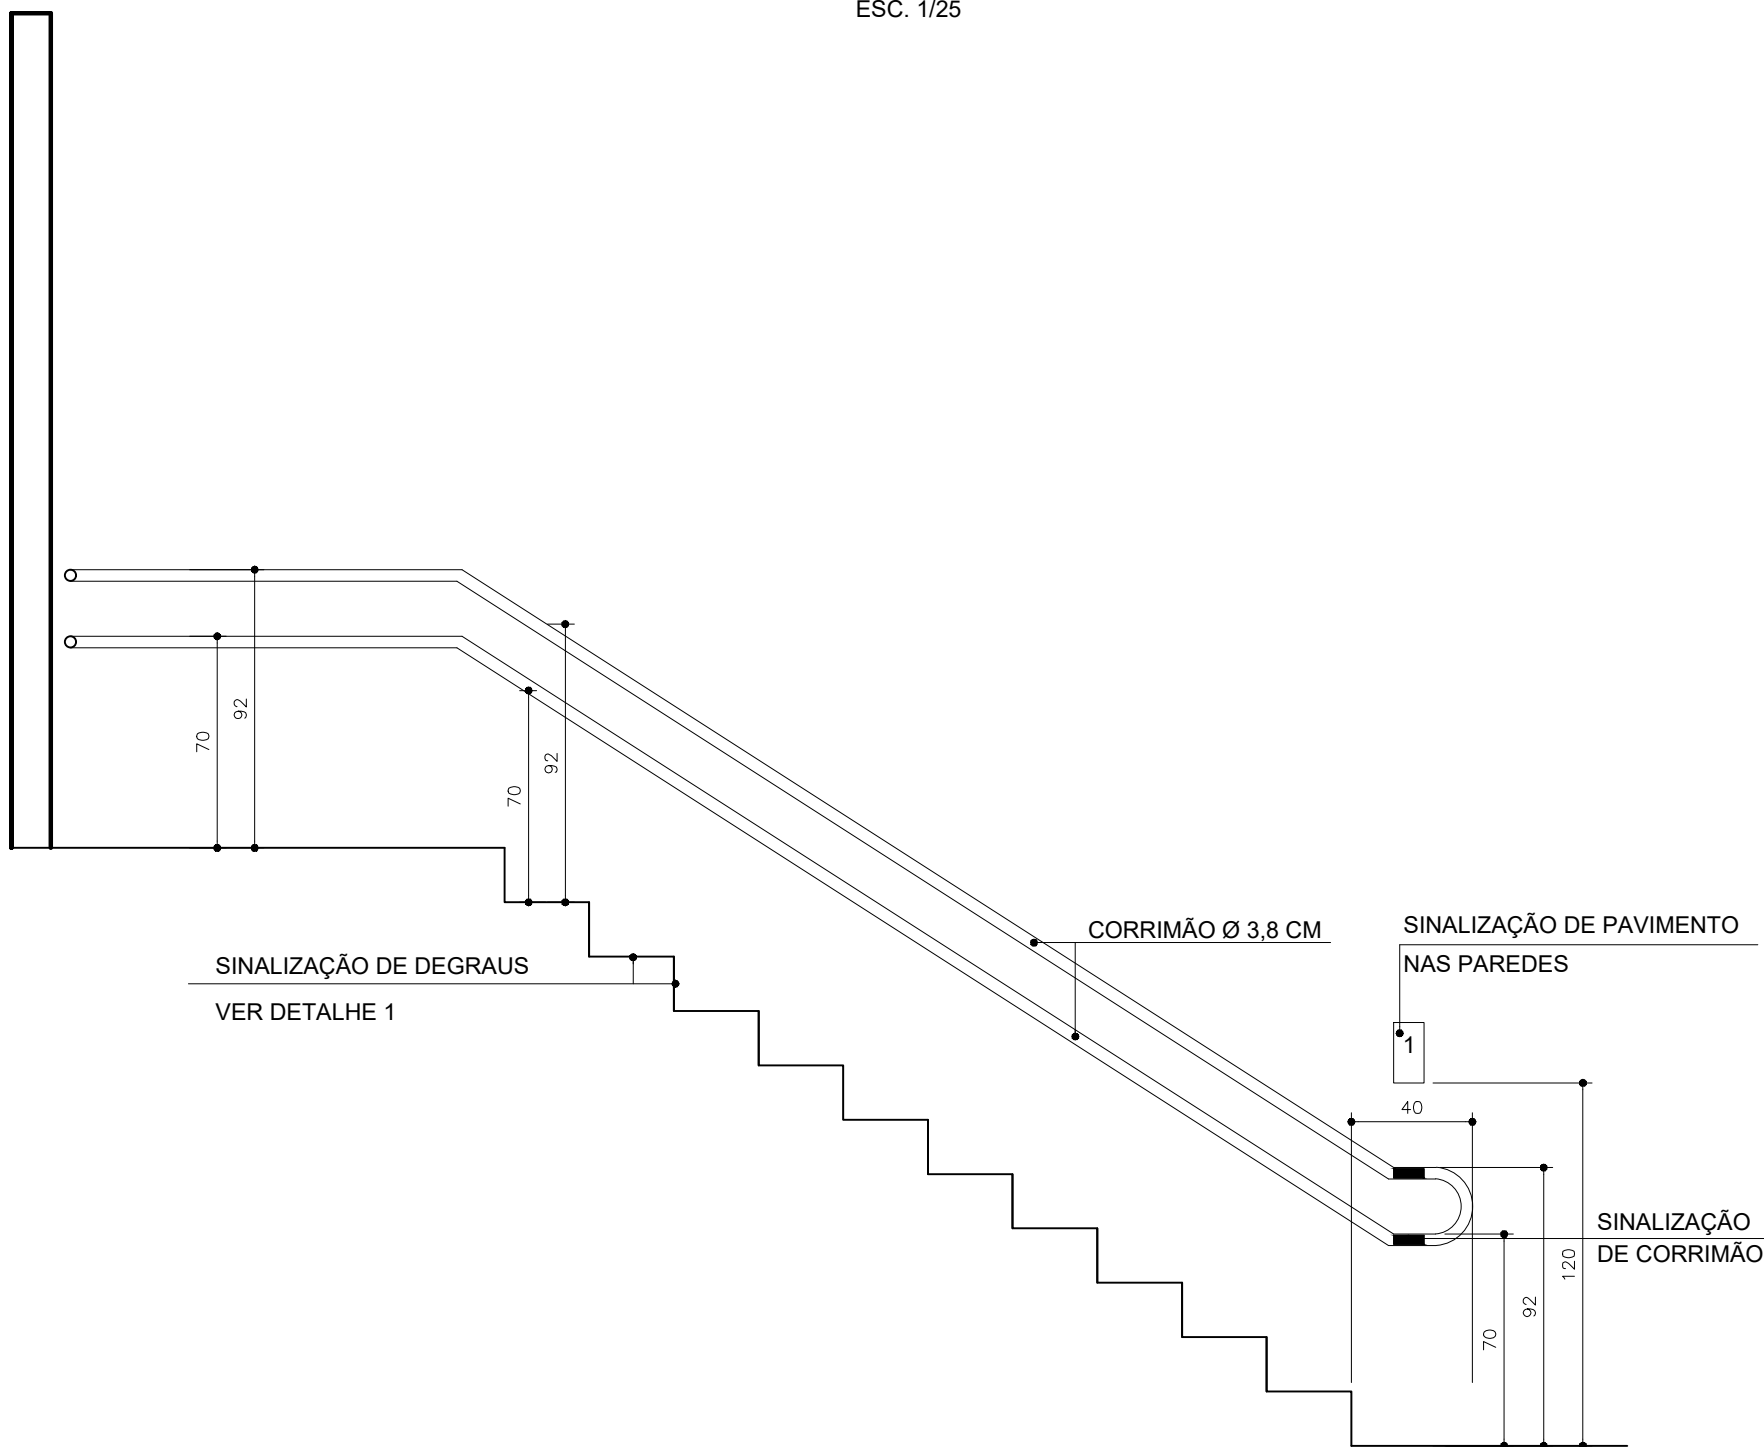 ESC. 1/25
92
70
92
70
CORRIMÃO Ø 3,8 CM
SINALIZAÇÃO DE PAVIMENTO
NAS PAREDES
SINALIZAÇÃO DE DEGRAUS
VER DETALHE 1
1
40
SINALIZAÇÃO
DE CORRIMÃO
120
92
70